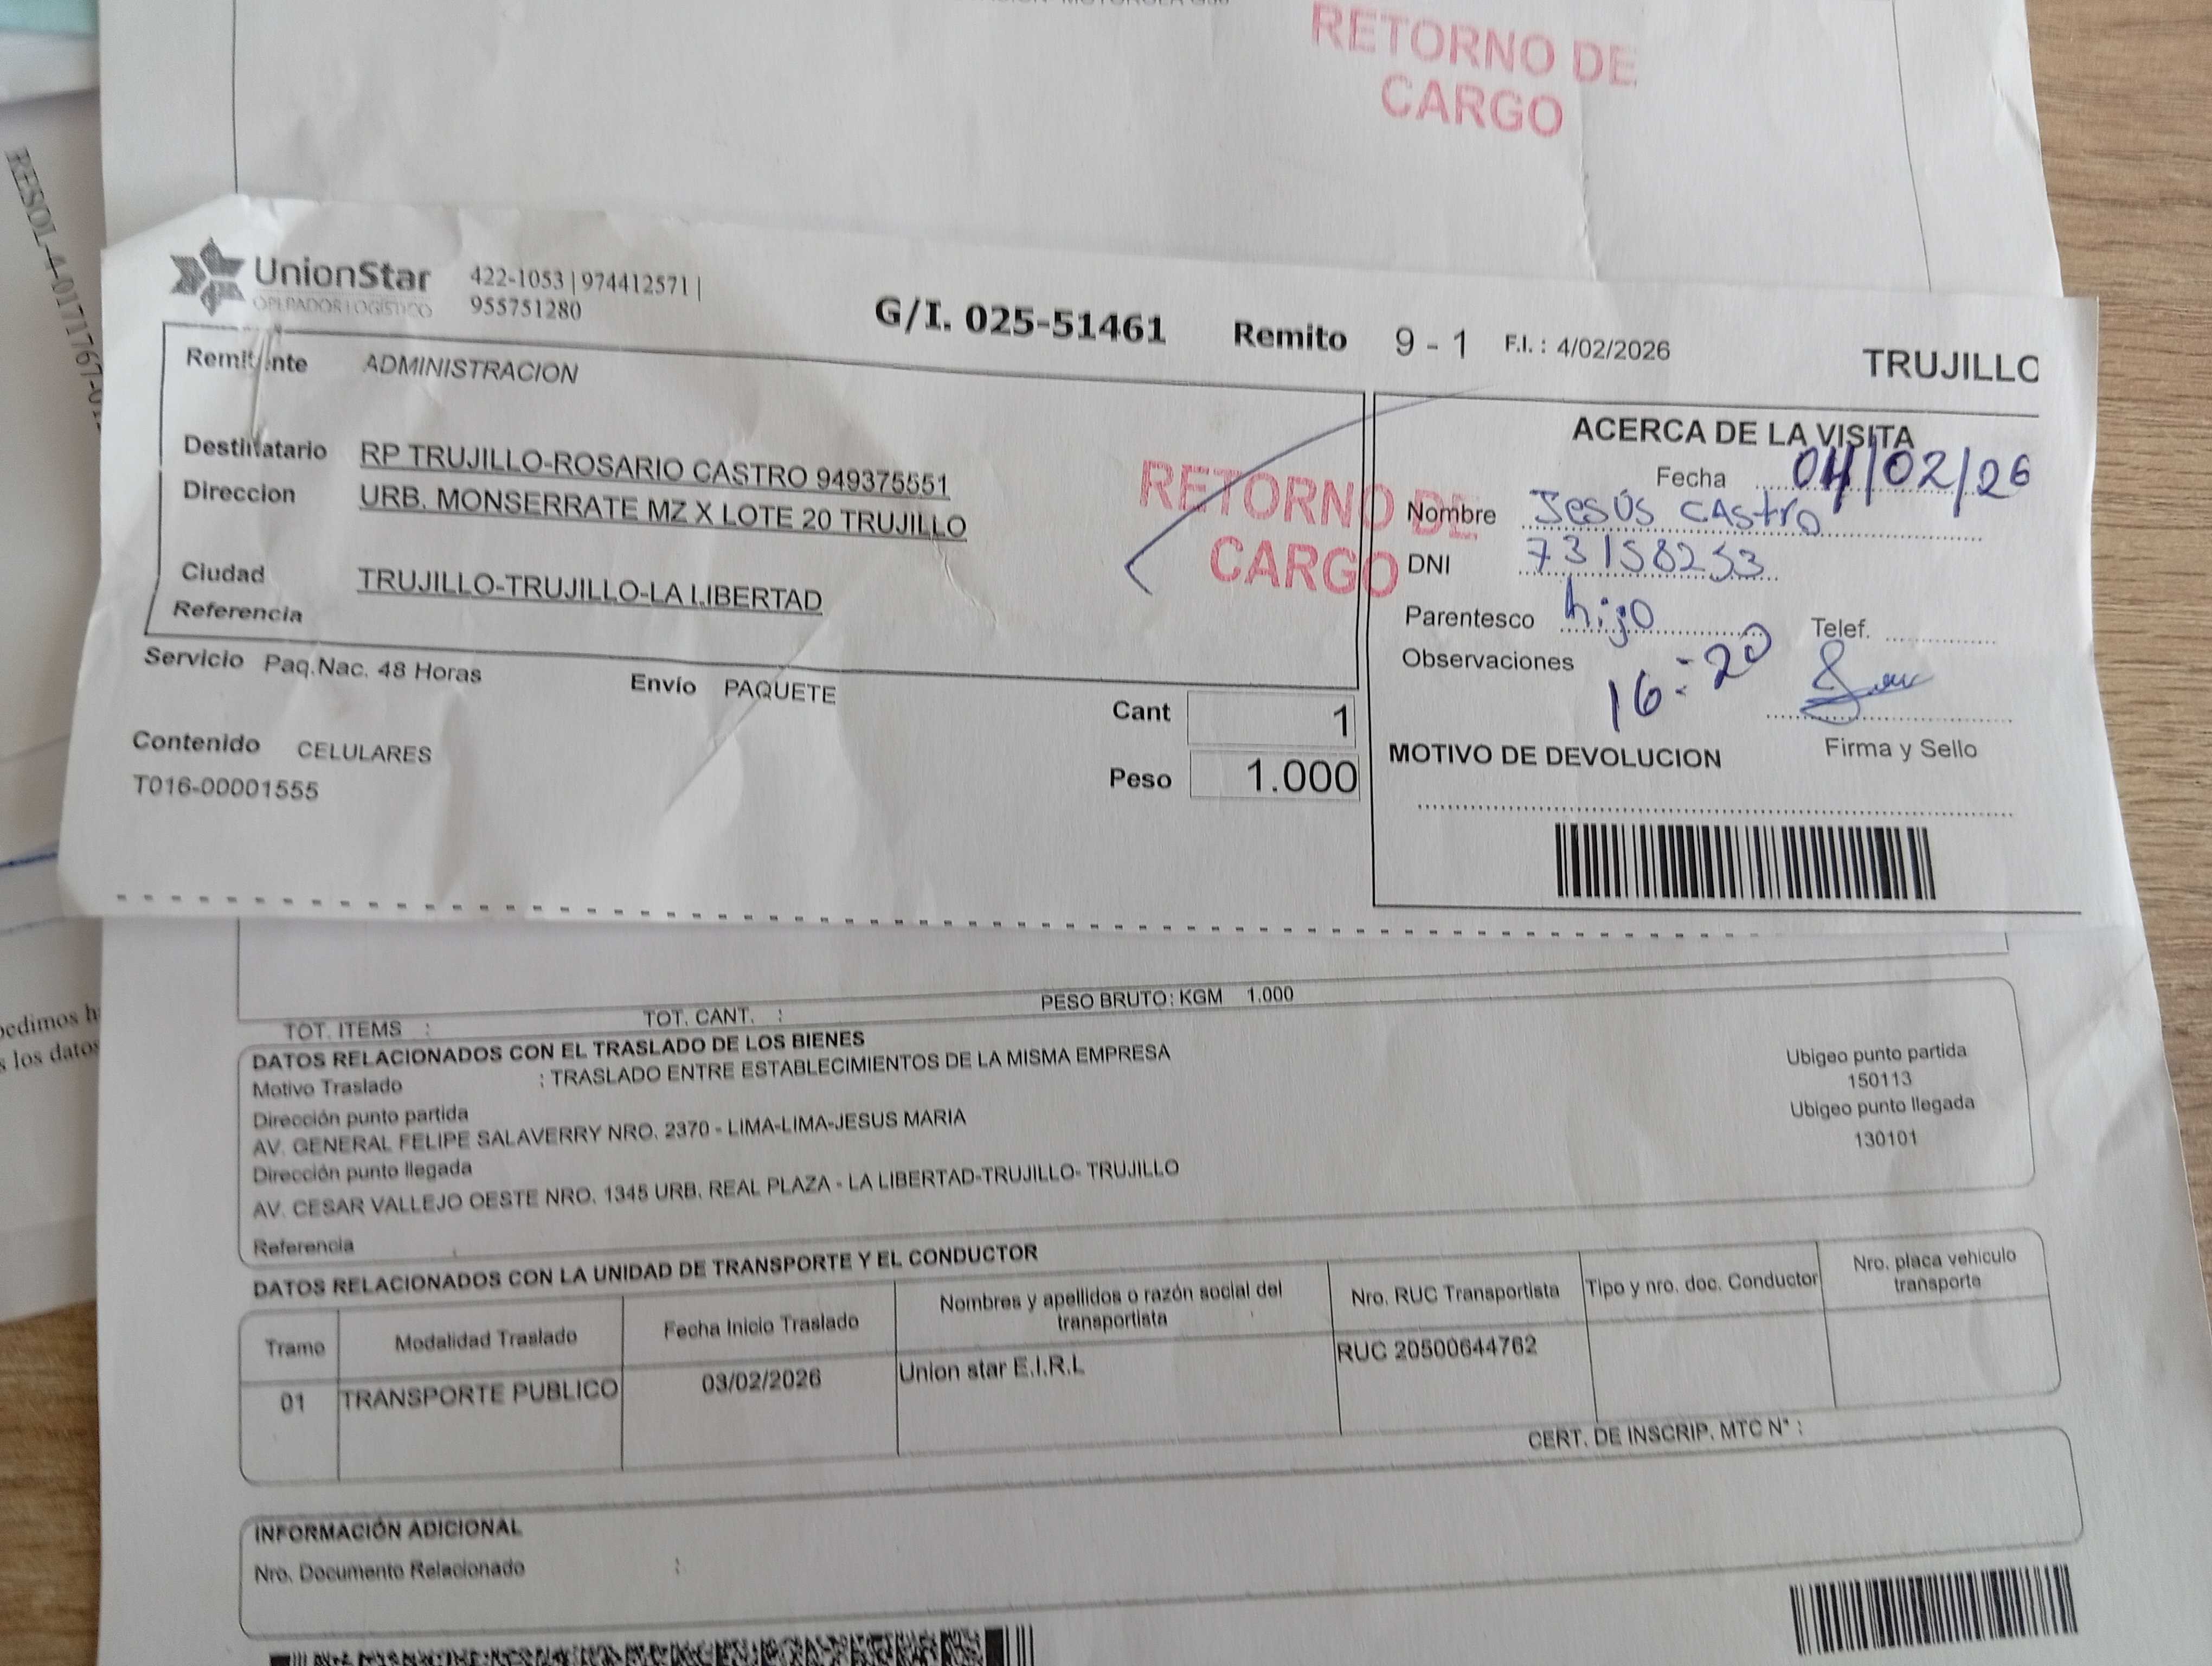 RETORNO DE
CARGO
RESOL-4-0171767-01
UnionStar
OPERADOR LOGÍSTICO
422-1053 | 974412571 |
955751280
G/I. 025-51461 Remito 9 - 1 F.I. : 4/02/2026 TRUJILLO
Remitente ADMINISTRACION
Destinatario RP TRUJILLO-ROSARIO CASTRO 949375551
Direccion URB. MONSERRATE MZ X LOTE 20 TRUJILLO
Ciudad TRUJILLO-TRUJILLO-LA LIBERTAD
Referencia
RETORNO DE
CARGO
Servicio Paq.Nac. 48 Horas Envío PAQUETE
Cant 1
Contenido CELULARES
Peso 1.000
T016-00001555
ACERCA DE LA VISITA
Fecha 04/02/26
Nombre Jesús CAstro
DNI 73158253
Parentesco hijo Telef.
Observaciones 16:20
Firma y Sello
MOTIVO DE DEVOLUCION
pedimos h
s los datos
TOT. ITEMS : TOT. CANT. : PESO BRUTO: KGM 1.000
DATOS RELACIONADOS CON EL TRASLADO DE LOS BIENES
Motivo Traslado : TRASLADO ENTRE ESTABLECIMIENTOS DE LA MISMA EMPRESA
Dirección punto partida
AV. GENERAL FELIPE SALAVERRY NRO. 2370 - LIMA-LIMA-JESUS MARIA
Dirección punto llegada
AV. CESAR VALLEJO OESTE NRO. 1345 URB. REAL PLAZA - LA LIBERTAD-TRUJILLO- TRUJILLO
Referencia
Ubigeo punto partida
150113
Ubigeo punto llegada
130101
DATOS RELACIONADOS CON LA UNIDAD DE TRANSPORTE Y EL CONDUCTOR
Tramo Modalidad Traslado Fecha Inicio Traslado Nombres y apellidos o razón social del transportista Nro. RUC Transportista Tipo y nro. doc. Conductor Nro. placa vehiculo transporte
01 TRANSPORTE PUBLICO 03/02/2026 Union star E.I.R.L RUC 20500644762
CERT. DE INSCRIP. MTC N° :
INFORMACIÓN ADICIONAL
Nro. Documento Relacionado :